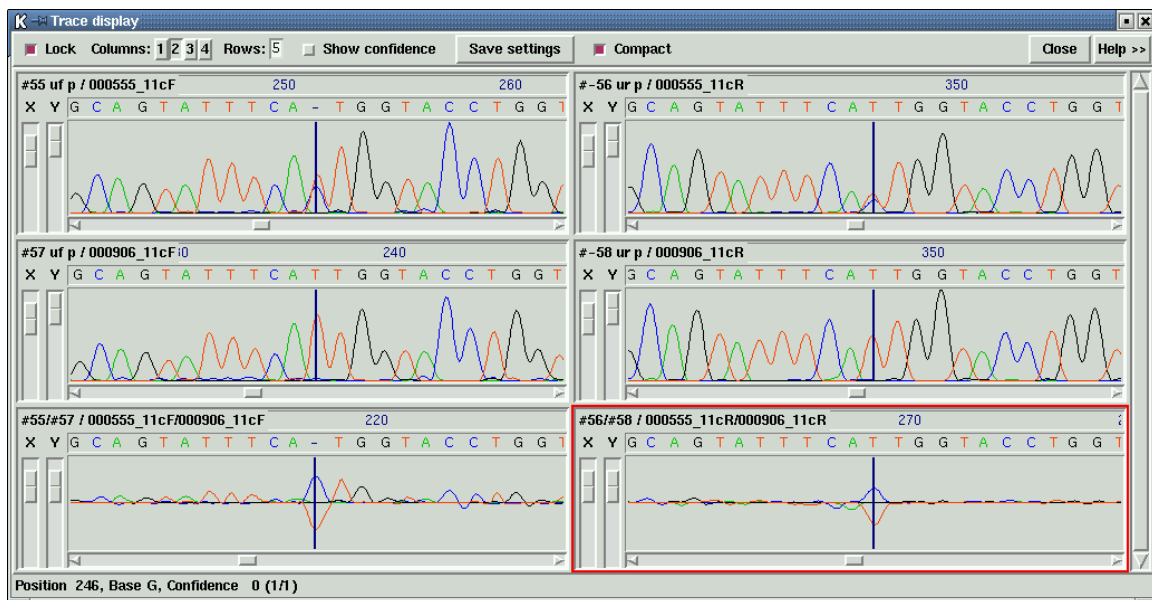 Trace display
Lock Columns: 1 2 3 4 Rows: 5 Show confidence Save settings Compact Close Help >>
#55 uf p / 000555_11cF 250 260
X Y G C A G T A T T T C A - T G G T A C C T G G T
#-56 ur p / 000555_11cR 350
X Y G C A G T A T T T C A T T G G T A C C T G G T
#57 uf p / 000906_11cF 240
X Y G C A G T A T T T C A T T G G T A C C T G G T
#-58 ur p / 000906_11cR 350
X Y G C A G T A T T T C A T T G G T A C C T G G T
#55/#57 / 000555_11cF/000906_11cF 220
X Y G C A G T A T T T C A - T G G T A C C T G G T
#56/#58 / 000555_11cR/000906_11cR 270
X Y G C A G T A T T T C A T T G G T A C C T G G T
Position 246, Base G, Confidence 0 (1/1)